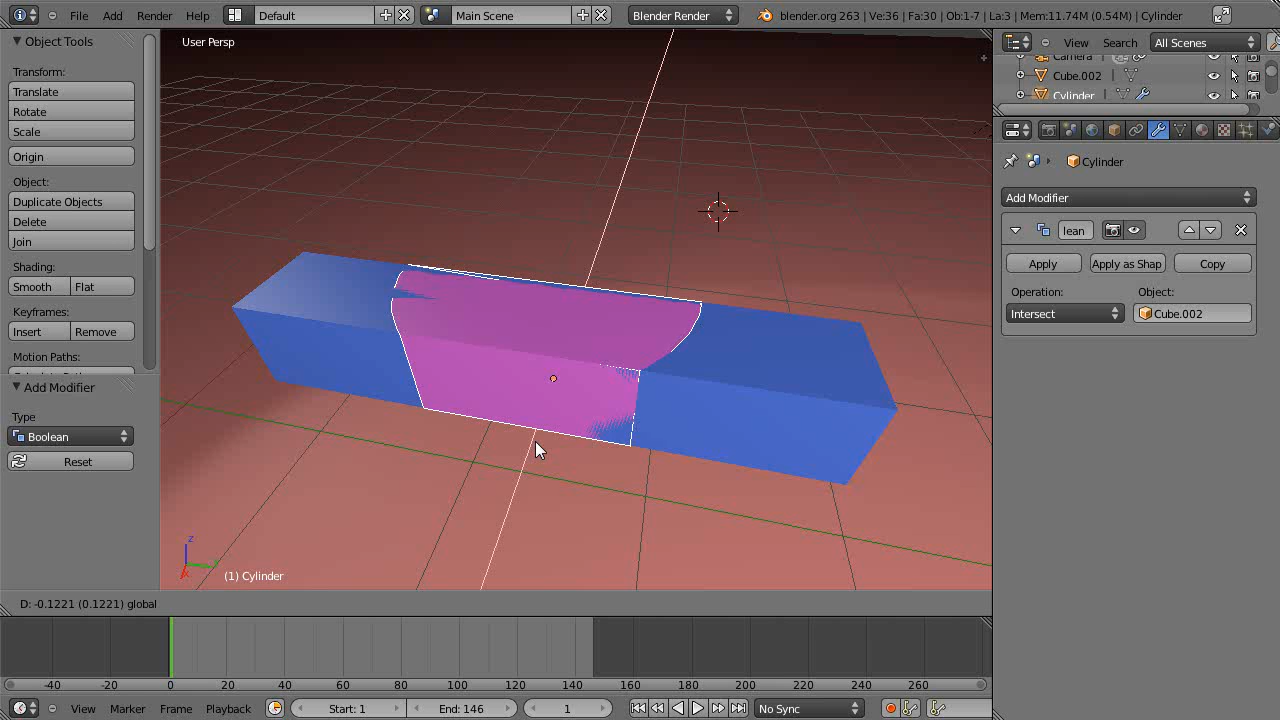 File Add Render Help Default Main Scene Blender Render blender.org 263 | Ve:36 | Fa:30 | Ob:1-7 | La:3 | Mem:11.74M (0.54M) | Cylinder
Object Tools
Transform:
Translate
Rotate
Scale
Origin
Object:
Duplicate Objects
Delete
Join
Shading:
Smooth Flat
Keyframes:
Insert Remove
Motion Paths:
Add Modifier
Type
Boolean
Reset
User Persp
z
(1) Cylinder
D: -0.1221 (0.1221) global
View Search All Scenes
Camera
Cube.002
Cylinder
Cylinder
Add Modifier
lean
Apply Apply as Shap Copy
Operation: Object:
Intersect Cube.002
-40 -20 0 20 40 60 80 100 120 140 160 180 200 220 240 260
View Marker Frame Playback Start: 1 End: 146 1 No Sync